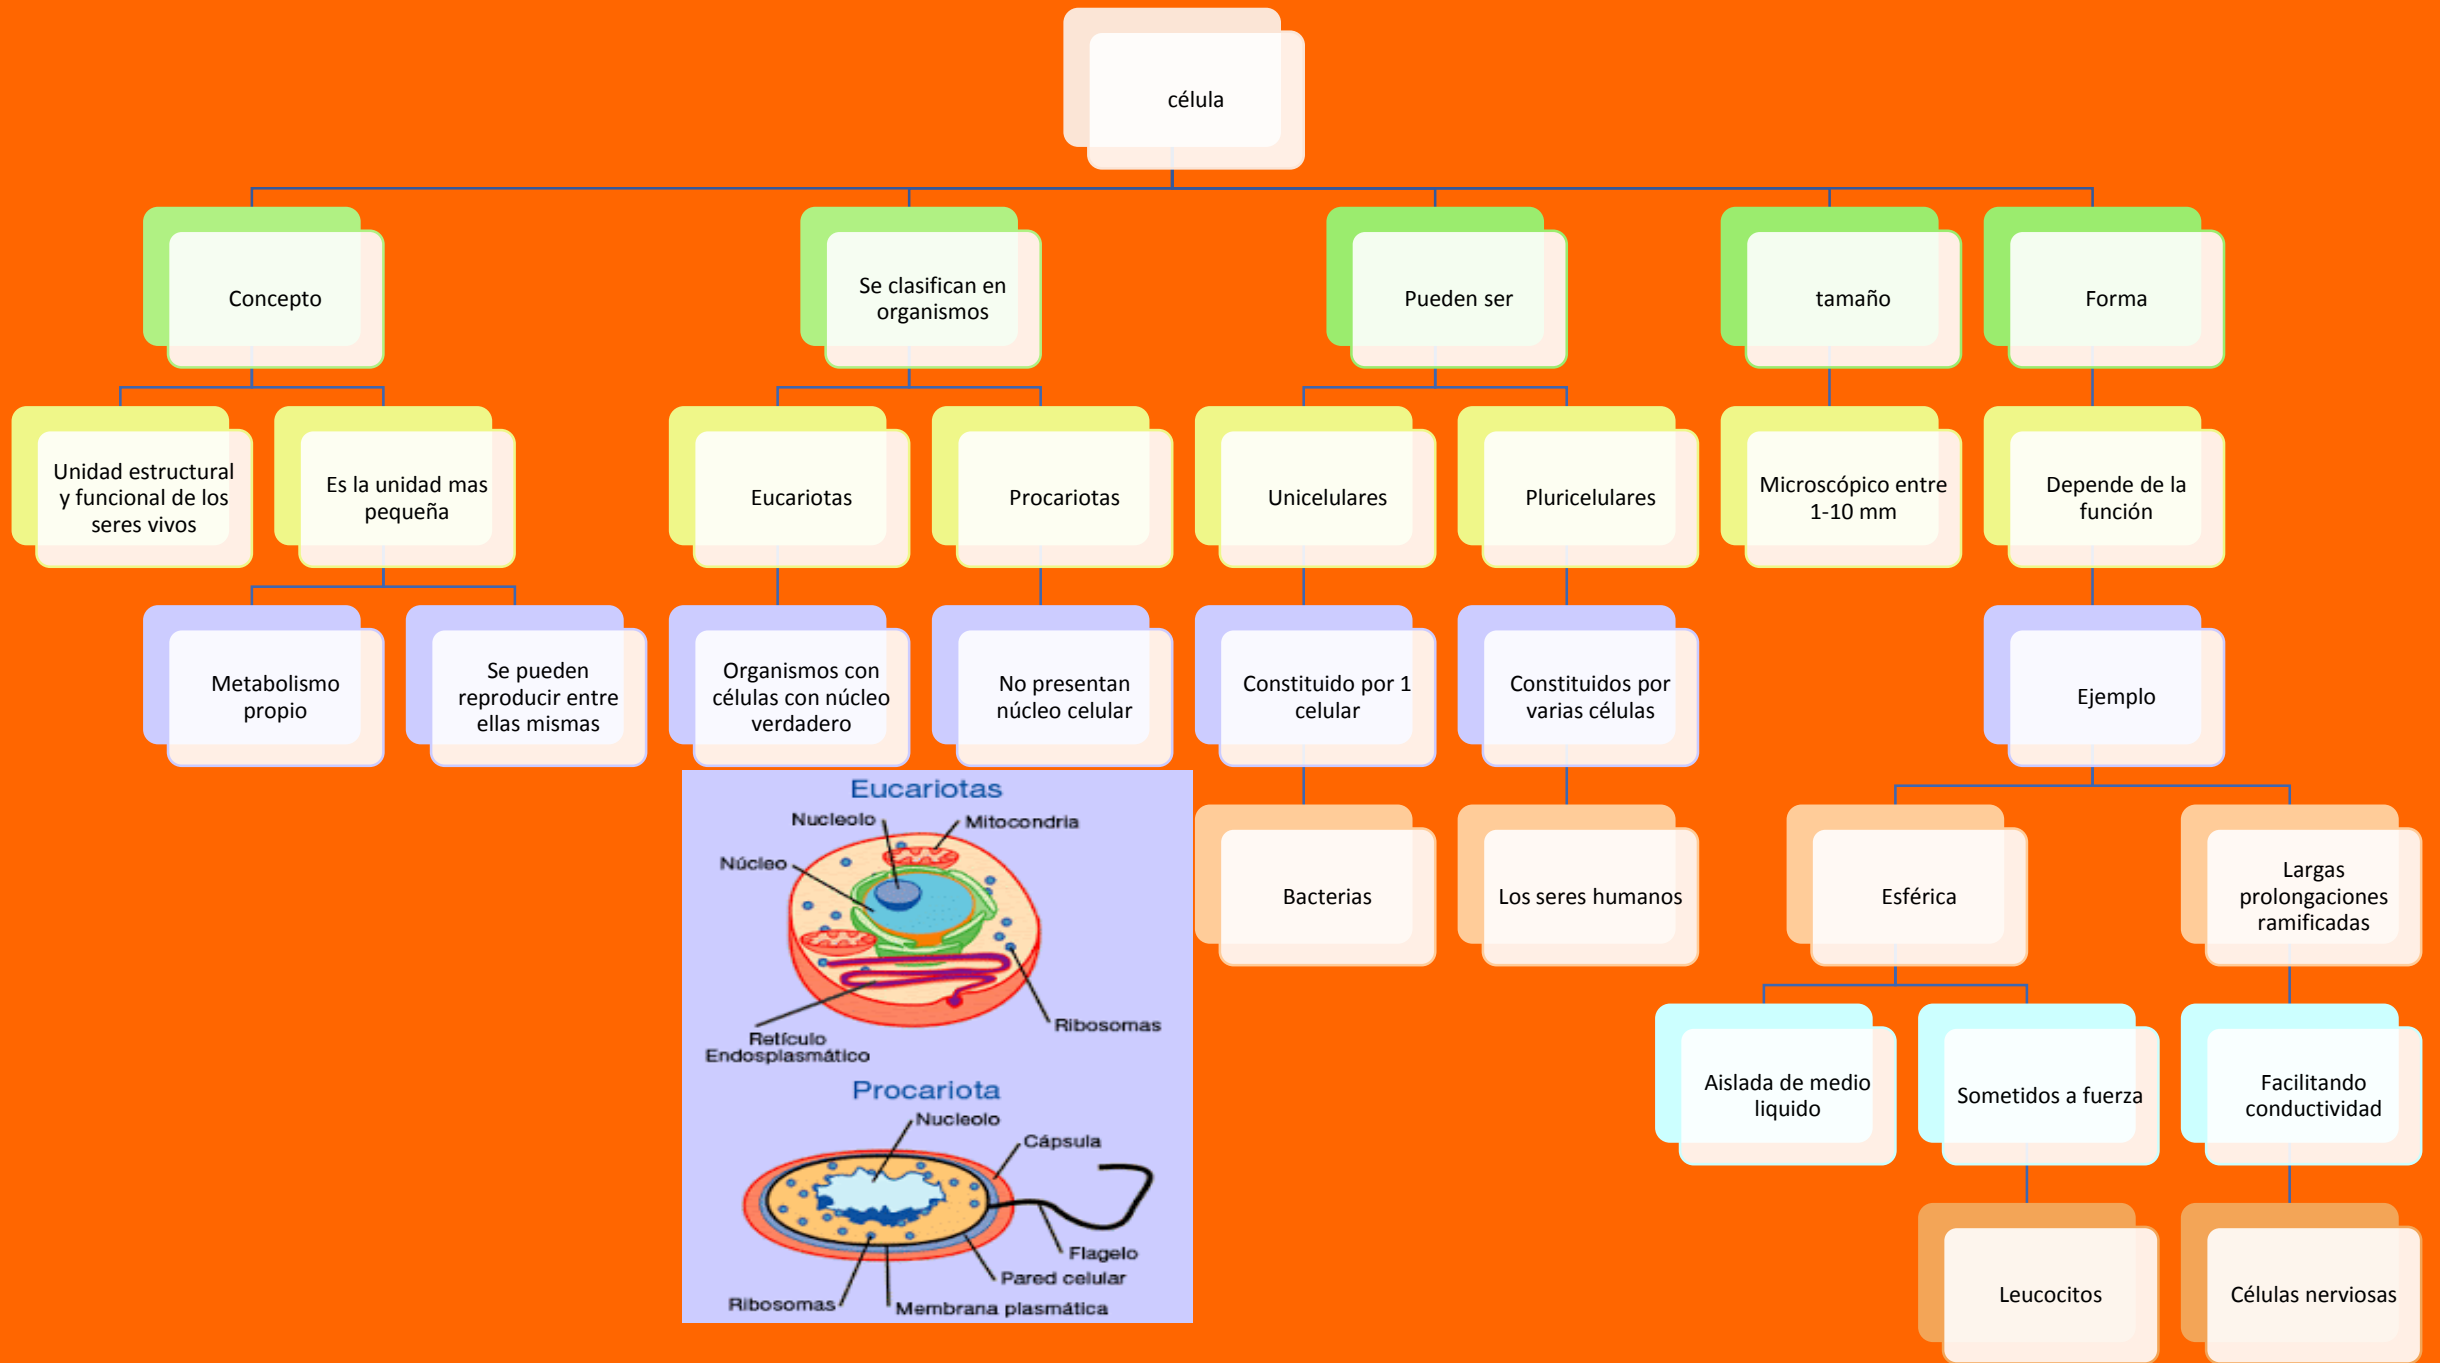 célula
Concepto
Se clasifican en
organismos
Pueden ser
tamaño
Forma
Unidad estructural
y funcional de los
seres vivos
Es la unidad mas
pequeña
Eucariotas
Procariotas
Unicelulares
Pluricelulares
Microscópico entre
1-10 mm
Depende de la
función
Metabolismo
propio
Se pueden
reproducir entre
ellas mismas
Organismos con
células con núcleo
verdadero
No presentan
núcleo celular
Constituido por 1
celular
Constituidos por
varias células
Ejemplo
Bacterias
Los seres humanos
Esférica
Largas
prolongaciones
ramificadas
Aislada de medio
liquido
Sometidos a fuerza
Facilitando
conductividad
Leucocitos
Células nerviosas
Eucariotas
Nucleolo
Mitocondria
Núcleo
Ribosomas
Retículo
Endosplasmático
Procariota
Nucleolo
Cápsula
Flagelo
Pared celular
Ribosomas
Membrana plasmática